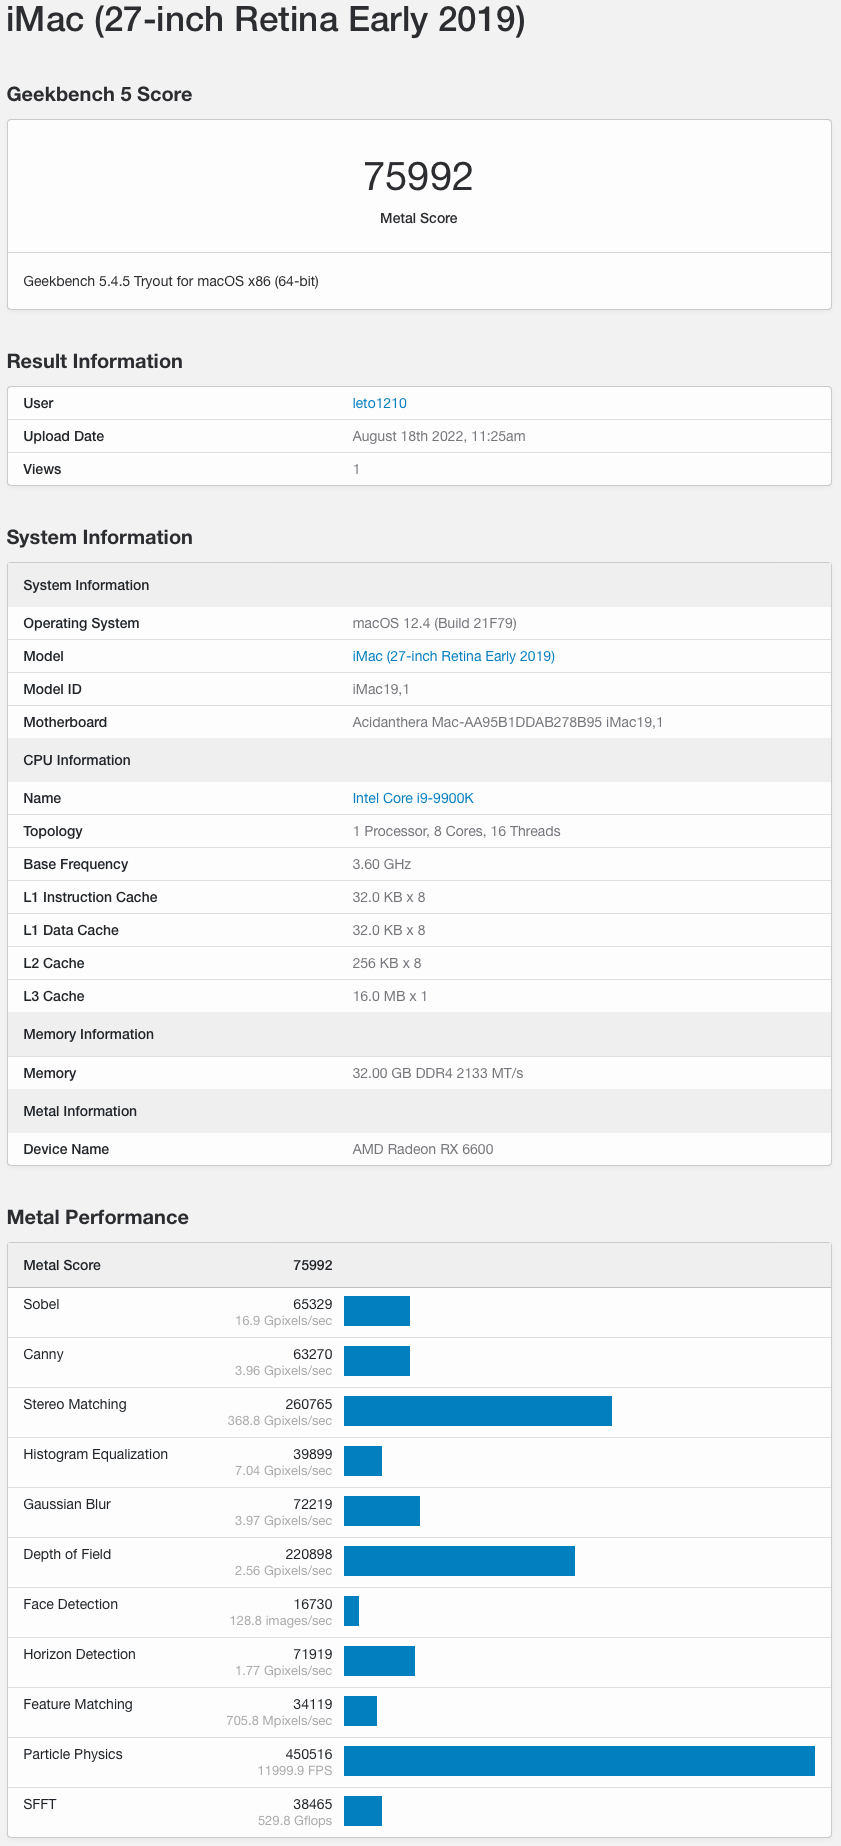 iMac (27-inch Retina Early 2019)
Geekbench 5 Score
75992
Metal Score
Geekbench 5.4.5 Tryout for macOS x86 (64-bit)
Result Information
User leto1210
Upload Date August 18th 2022, 11:25am
Views 1
System Information
System Information
Operating System macOS 12.4 (Build 21F79)
Model iMac (27-inch Retina Early 2019)
Model ID iMac19,1
Motherboard Acidanthera Mac-AA95B1DDAB278B95 iMac19,1
CPU Information
Name Intel Core i9-9900K
Topology 1 Processor, 8 Cores, 16 Threads
Base Frequency 3.60 GHz
L1 Instruction Cache 32.0 KB x 8
L1 Data Cache 32.0 KB x 8
L2 Cache 256 KB x 8
L3 Cache 16.0 MB x 1
Memory Information
Memory 32.00 GB DDR4 2133 MT/s
Metal Information
Device Name AMD Radeon RX 6600
Metal Performance
Metal Score 75992
Sobel 65329
16.9 Gpixels/sec
Canny 63270
3.96 Gpixels/sec
Stereo Matching 260765
368.8 Gpixels/sec
Histogram Equalization 39899
7.04 Gpixels/sec
Gaussian Blur 72219
3.97 Gpixels/sec
Depth of Field 220898
2.56 Gpixels/sec
Face Detection 16730
128.8 images/sec
Horizon Detection 71919
1.77 Gpixels/sec
Feature Matching 34119
705.8 Mpixels/sec
Particle Physics 450516
11999.9 FPS
SFFT 38465
529.8 Gflops